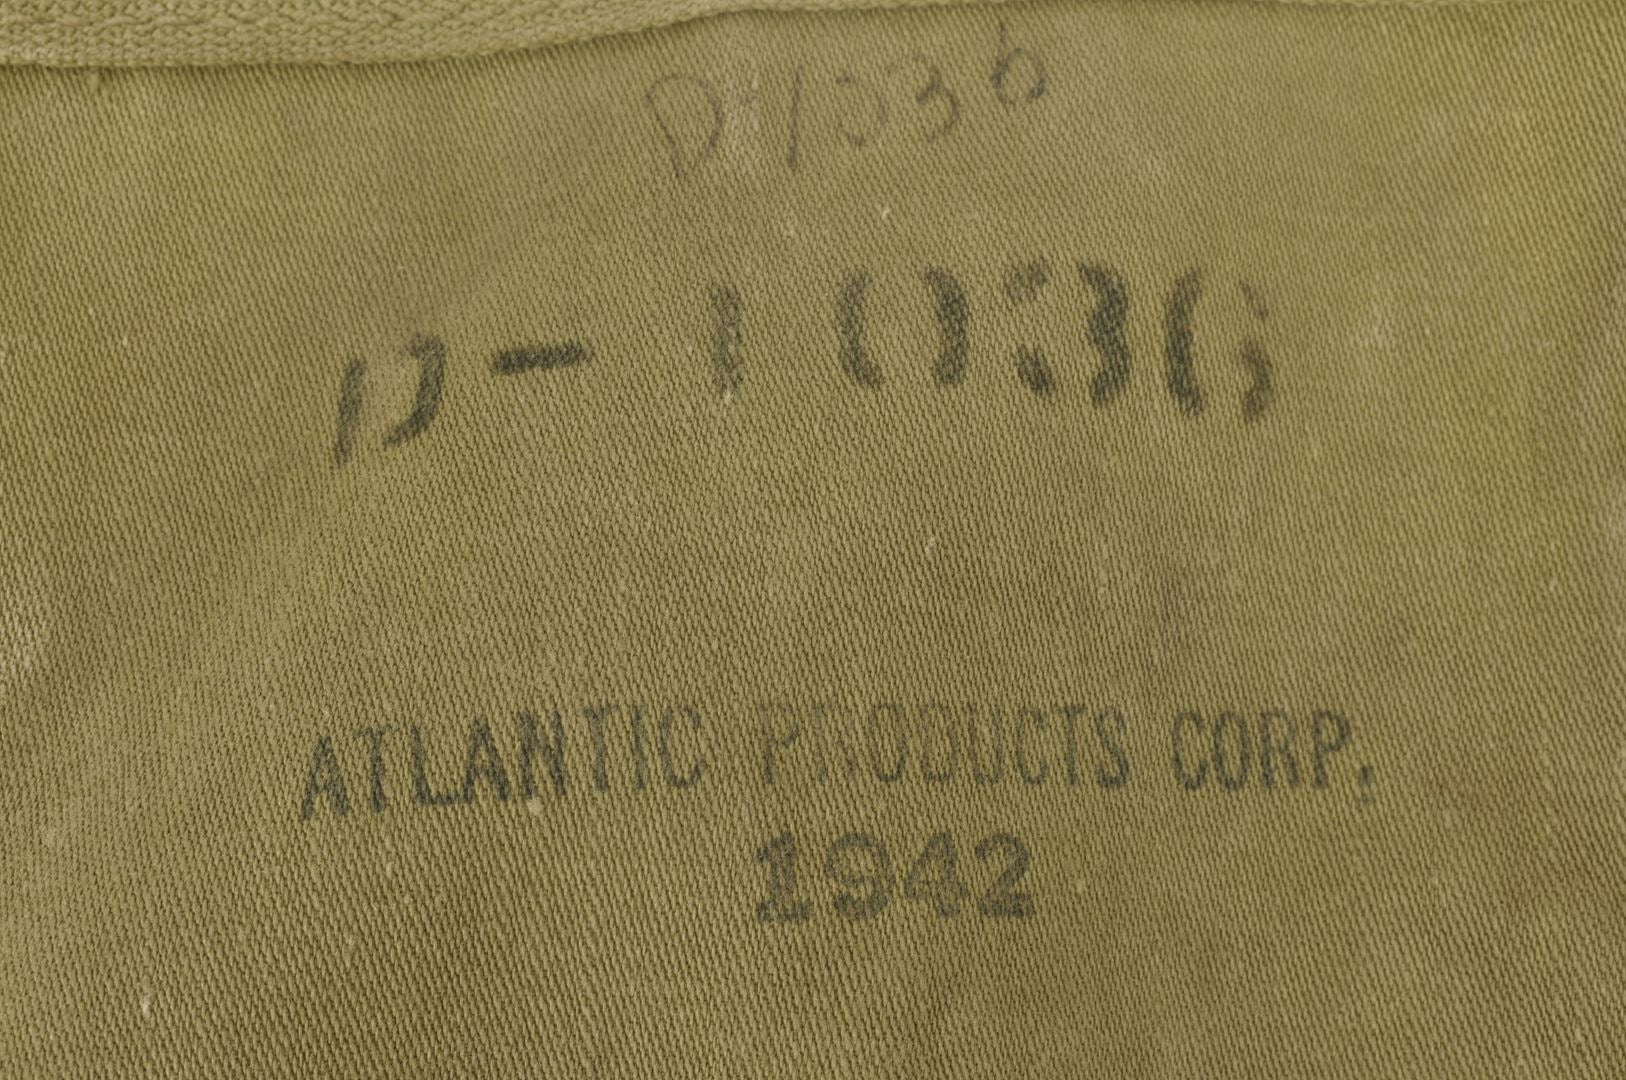 D-1036
D-1036
ATLANTIC PRODUCTS CORP.
1942